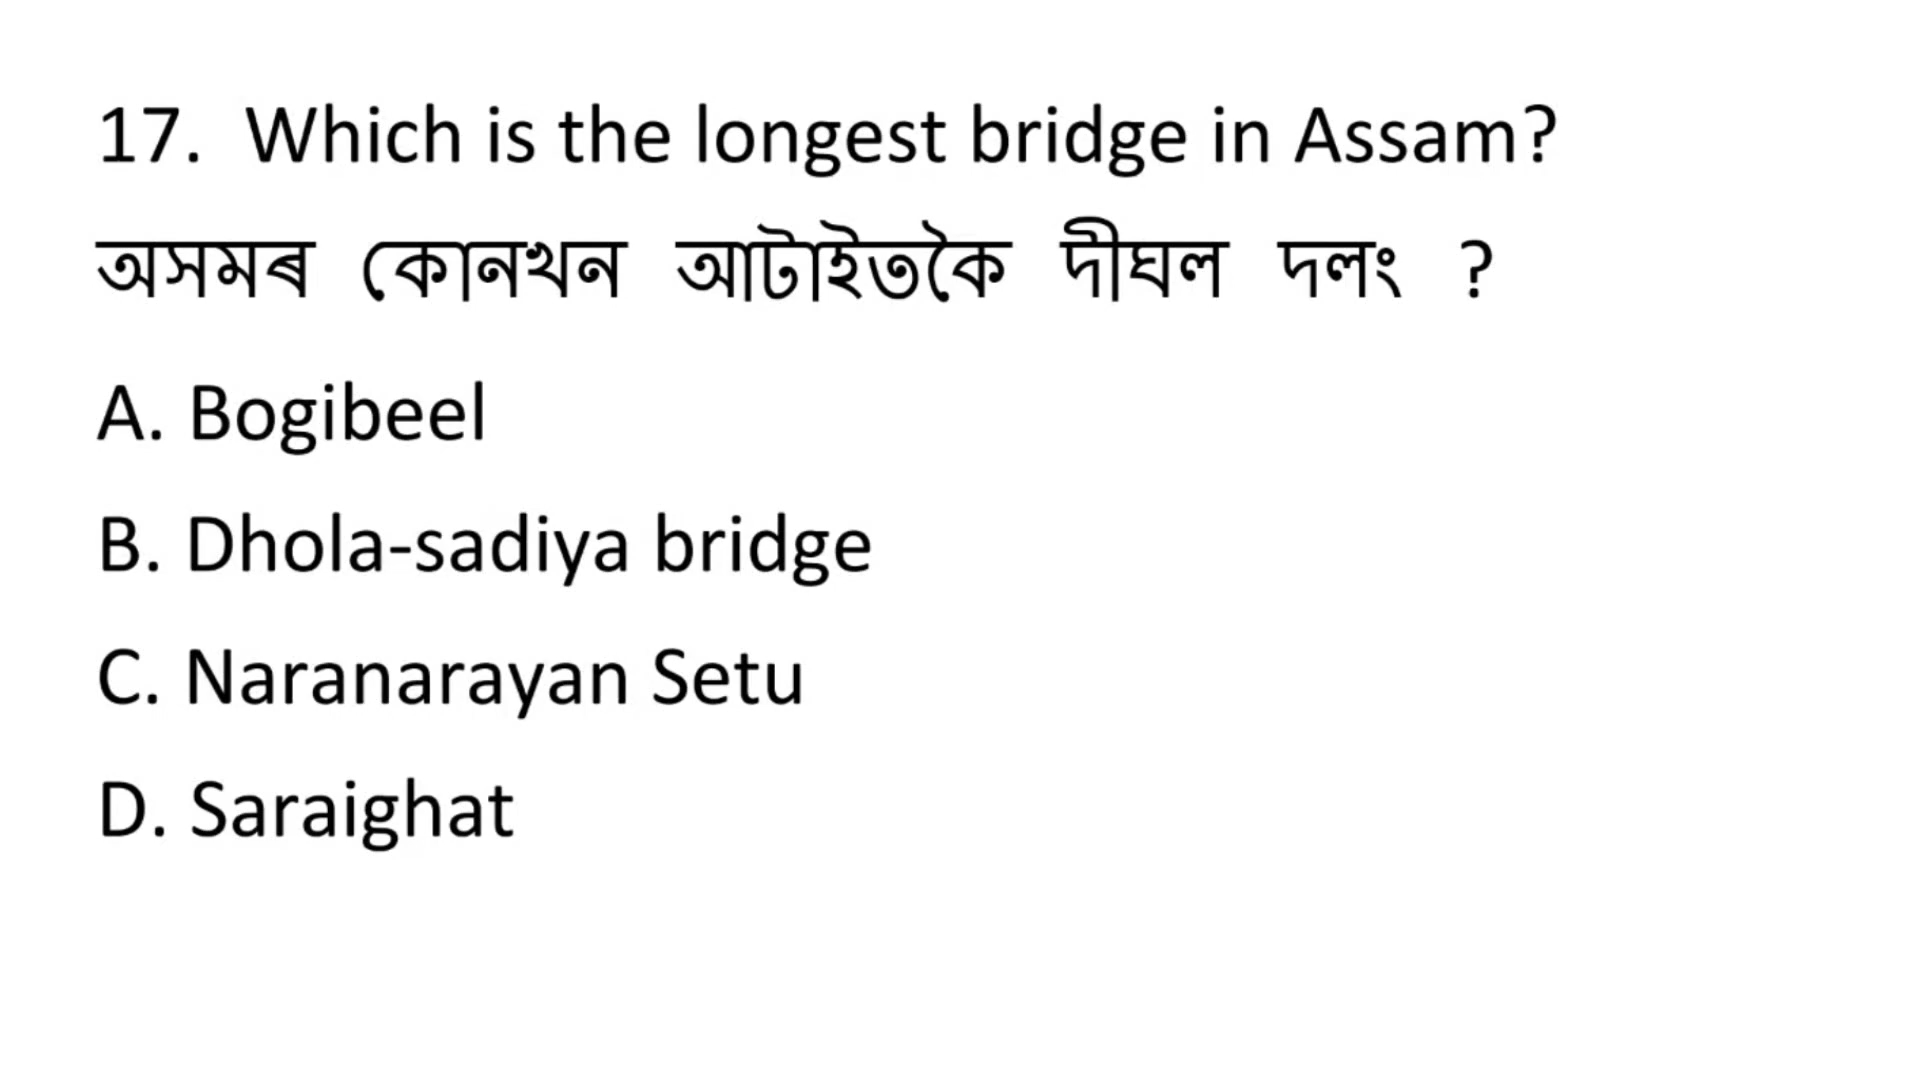 17. Which is the longest bridge in Assam?
অসমৰ কোনখন আটাইতকৈ দীঘল দলং ?
A. Bogibeel
B. Dhola-sadiya bridge
C. Naranarayan Setu
D. Saraighat